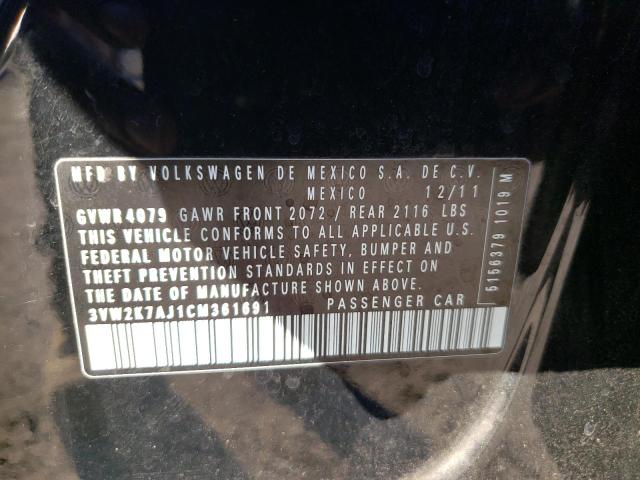 MFD BY VOLKSWAGEN DE MEXICO S.A. DE C.V.
MEXICO 12/11
GVWR 4079 GAWR FRONT 2072 / REAR 2116 LBS
THIS VEHICLE CONFORMS TO ALL APPLICABLE U.S.
FEDERAL MOTOR VEHICLE SAFETY, BUMPER AND
THEFT PREVENTION STANDARDS IN EFFECT ON
THE DATE OF MANUFACTURE SHOWN ABOVE.
3VW2K7AJ1CM361691 PASSENGER CAR
5156379 1019 M